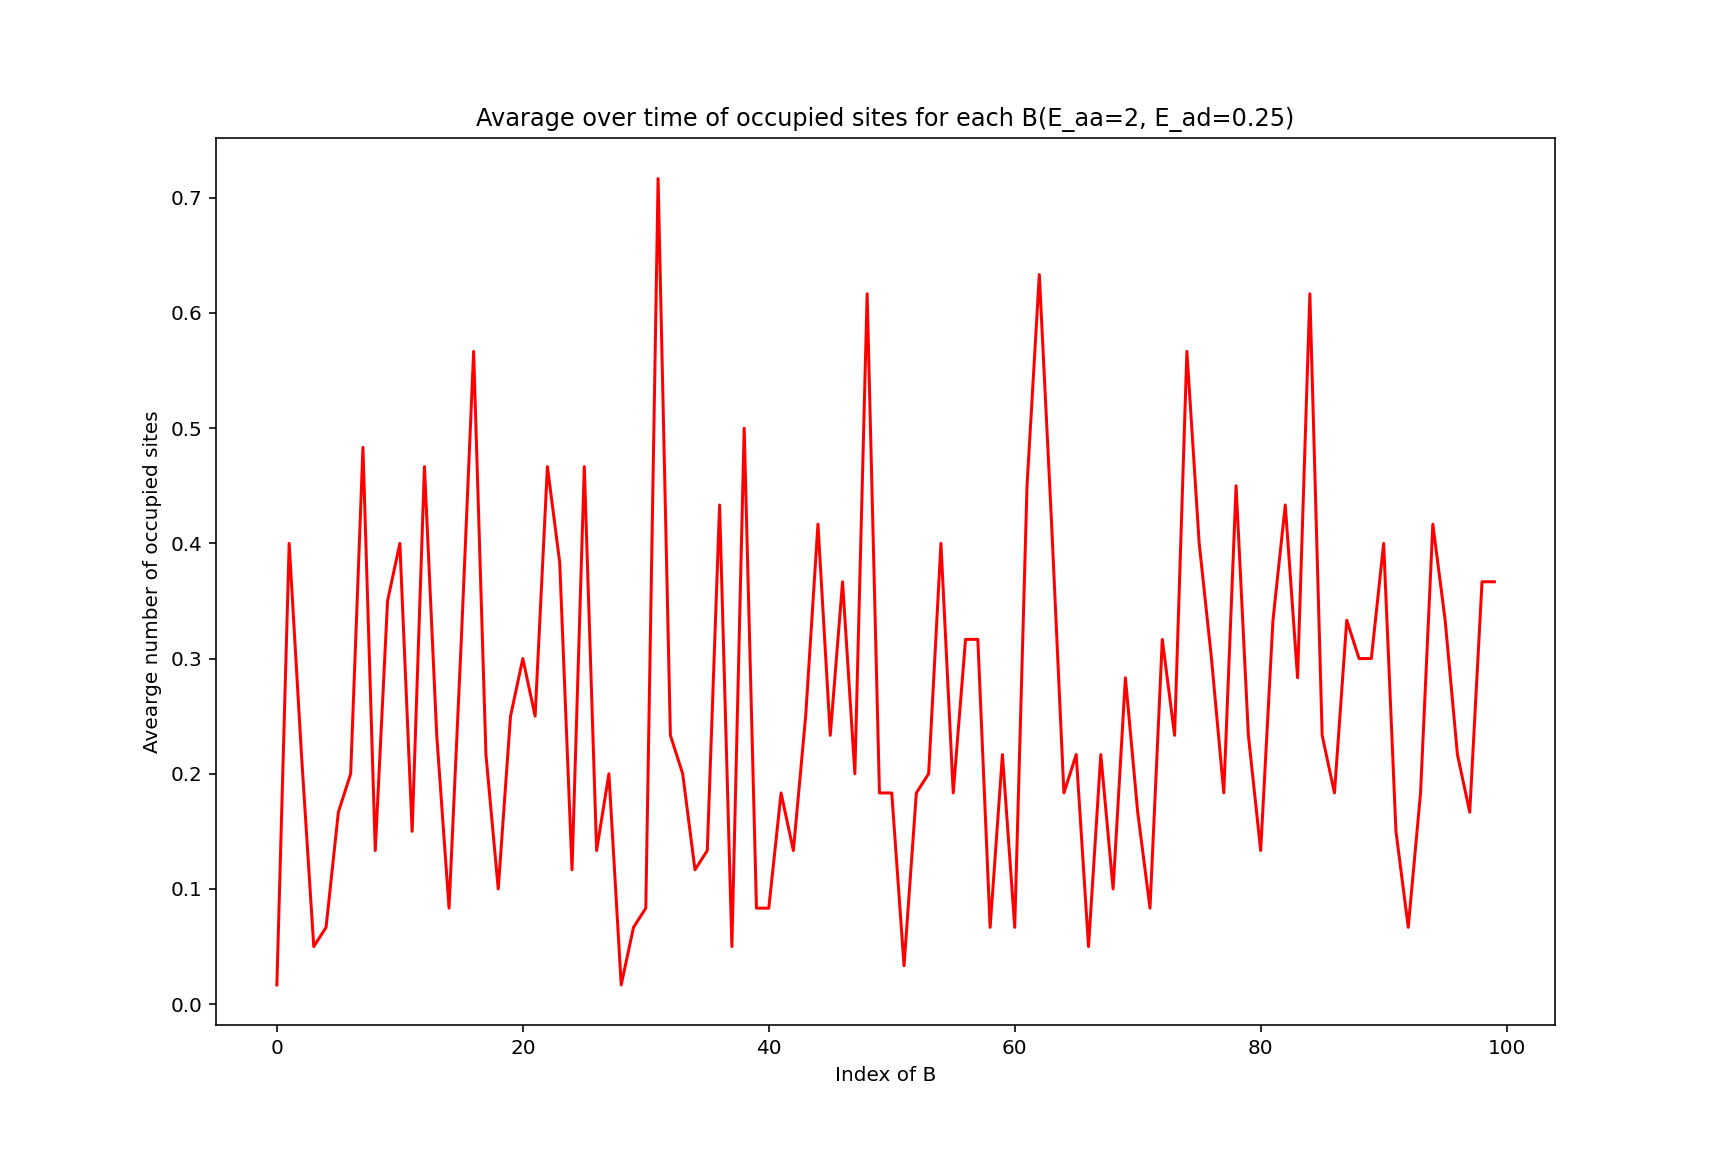 Avarage over time of occupied sites for each B(E_aa=2, E_ad=0.25)
Avearge number of occupied sites
0.7
0.6
0.5
0.4
0.3
0.2
0.1
0.0
0 20 40 60 80 100
Index of B